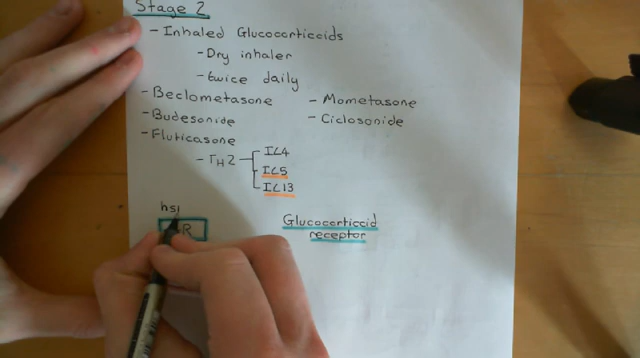 Stage 2
- Inhaled Glucocorticoids
- Dry inhaler
- twice daily
- Beclometasone - Mometasone
- Budesonide - Ciclosonide
- Fluticasone
- TH2 IL4
IL5
IL13
hs
R
Glucocorticoid
receptor